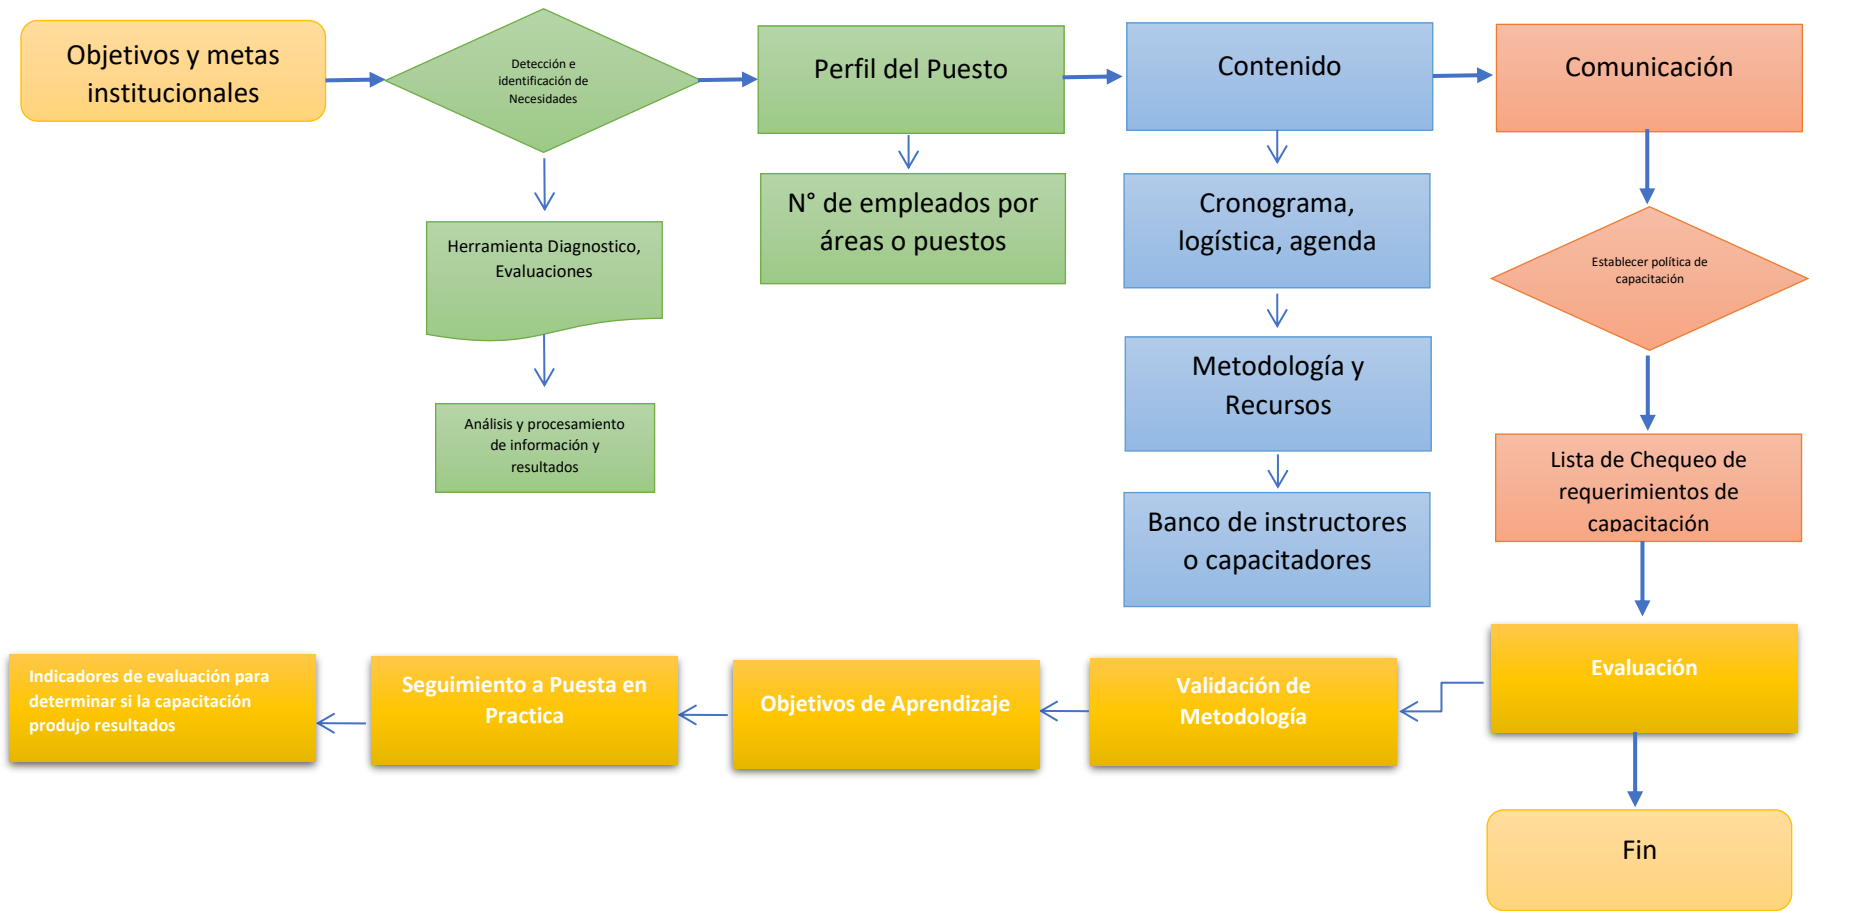 Objetivos y metas
institucionales
Detección e
identificación de
Necesidades
Perfil del Puesto
Contenido
Comunicación
Herramienta Diagnostico,
Evaluaciones
N° de empleados por
áreas o puestos
Cronograma,
logística, agenda
Establecer política de
capacitación
Análisis y procesamiento
de información y
resultados
Metodología y
Recursos
Lista de Chequeo de
requerimientos de
capacitación
Banco de instructores
o capacitadores
Evaluación
Validación de
Metodología
Objetivos de Aprendizaje
Seguimiento a Puesta en
Practica
Indicadores de evaluación para
determinar si la capacitación
produjo resultados
Fin